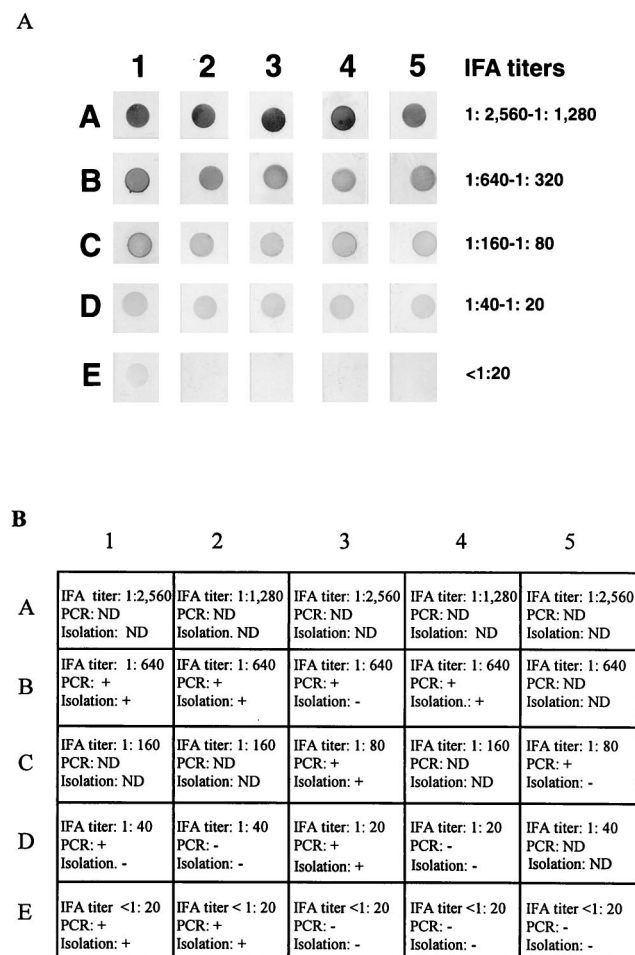 A
1 2 3 4 5 IFA titers
A 1: 2,560-1: 1,280
B 1:640-1: 320
C 1:160-1: 80
D 1:40-1: 20
E <1:20
B
1 2 3 4 5
IFA titer: 1:2,560 IFA titer: 1:1,280 IFA titer: 1:2,560 IFA titer: 1:1,280 IFA titer: 1:2,560
A PCR: ND PCR: ND PCR: ND PCR: ND PCR: ND
Isolation: ND Isolation. ND Isolation: ND Isolation: ND Isolation: ND
IFA titer: 1: 640 IFA titer: 1: 640 IFA titer: 1: 640 IFA titer: 1: 640 IFA titer: 1: 640
B PCR: + PCR: + PCR: + PCR: + PCR: ND
Isolation: + Isolation: + Isolation: - Isolation.: + Isolation: ND
IFA titer: 1: 160 IFA titer: 1: 160 IFA titer: 1: 80 IFA titer: 1: 160 IFA titer: 1: 80
C PCR: ND PCR: ND PCR: + PCR: ND PCR: +
Isolation: ND Isolation: ND Isolation: + Isolation: ND Isolation: -
IFA titer: 1: 40 IFA titer: 1: 40 IFA titer: 1: 20 IFA titer: 1: 20 IFA titer: 1: 40
D PCR: + PCR: - PCR: + PCR: - PCR: ND
Isolation. - Isolation: - Isolation: + Isolation: - Isolation: ND
IFA titer <1: 20 IFA titer < 1: 20 IFA titer <1: 20 IFA titer <1: 20 IFA titer <1: 20
E PCR: + PCR: + PCR: - PCR: - PCR: -
Isolation: + Isolation: + Isolation: - Isolation: - Isolation: -